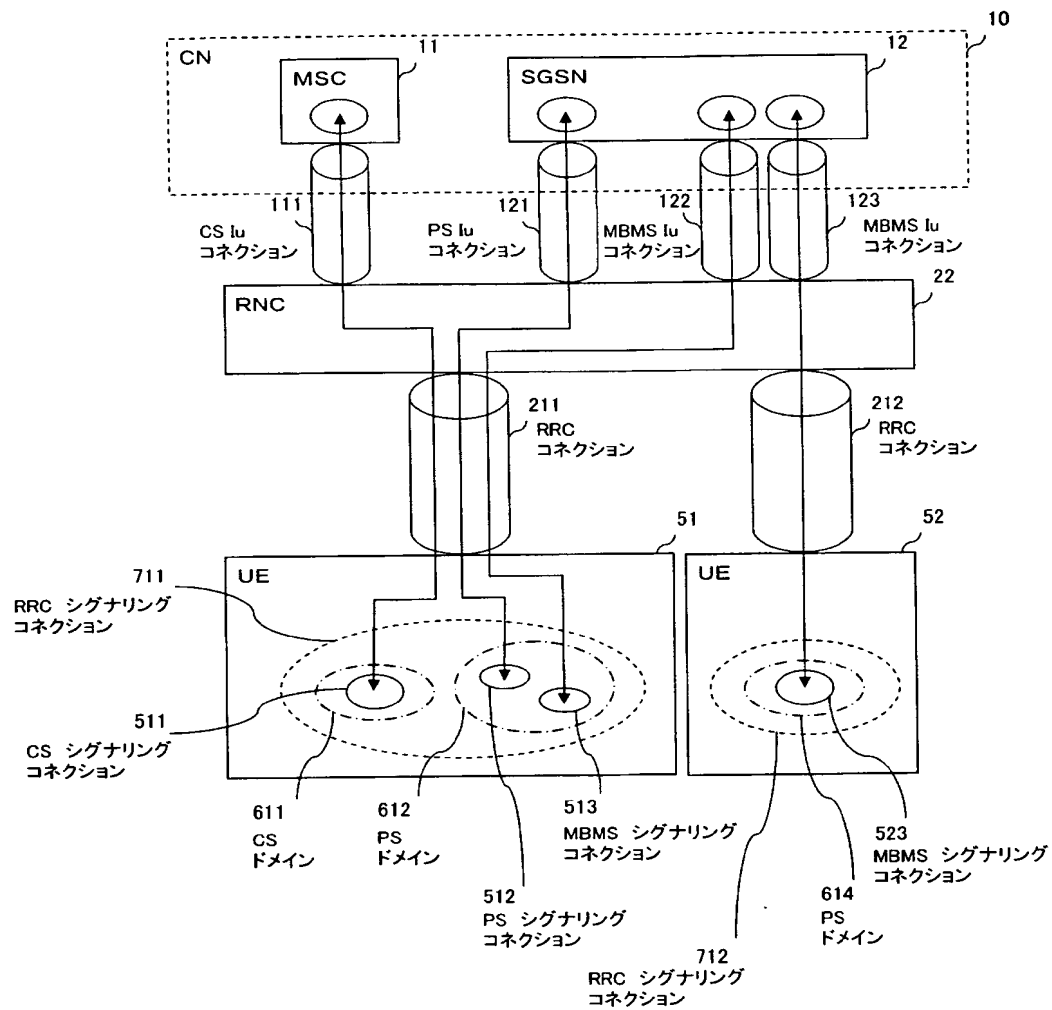 10
CN
11
MSC
12
SGSN
111
CS Iu
コネクション
121
PS Iu
コネクション
122
MBMS Iu
コネクション
123
MBMS Iu
コネクション
RNC
22
211
RRC
コネクション
212
RRC
コネクション
51
UE
52
UE
711
RRC シグナリング
コネクション
511
CS シグナリング
コネクション
611
CS
ドメイン
612
PS
ドメイン
513
MBMS シグナリング
コネクション
512
PS シグナリング
コネクション
523
MBMS シグナリング
コネクション
614
PS
ドメイン
712
RRC シグナリング
コネクション